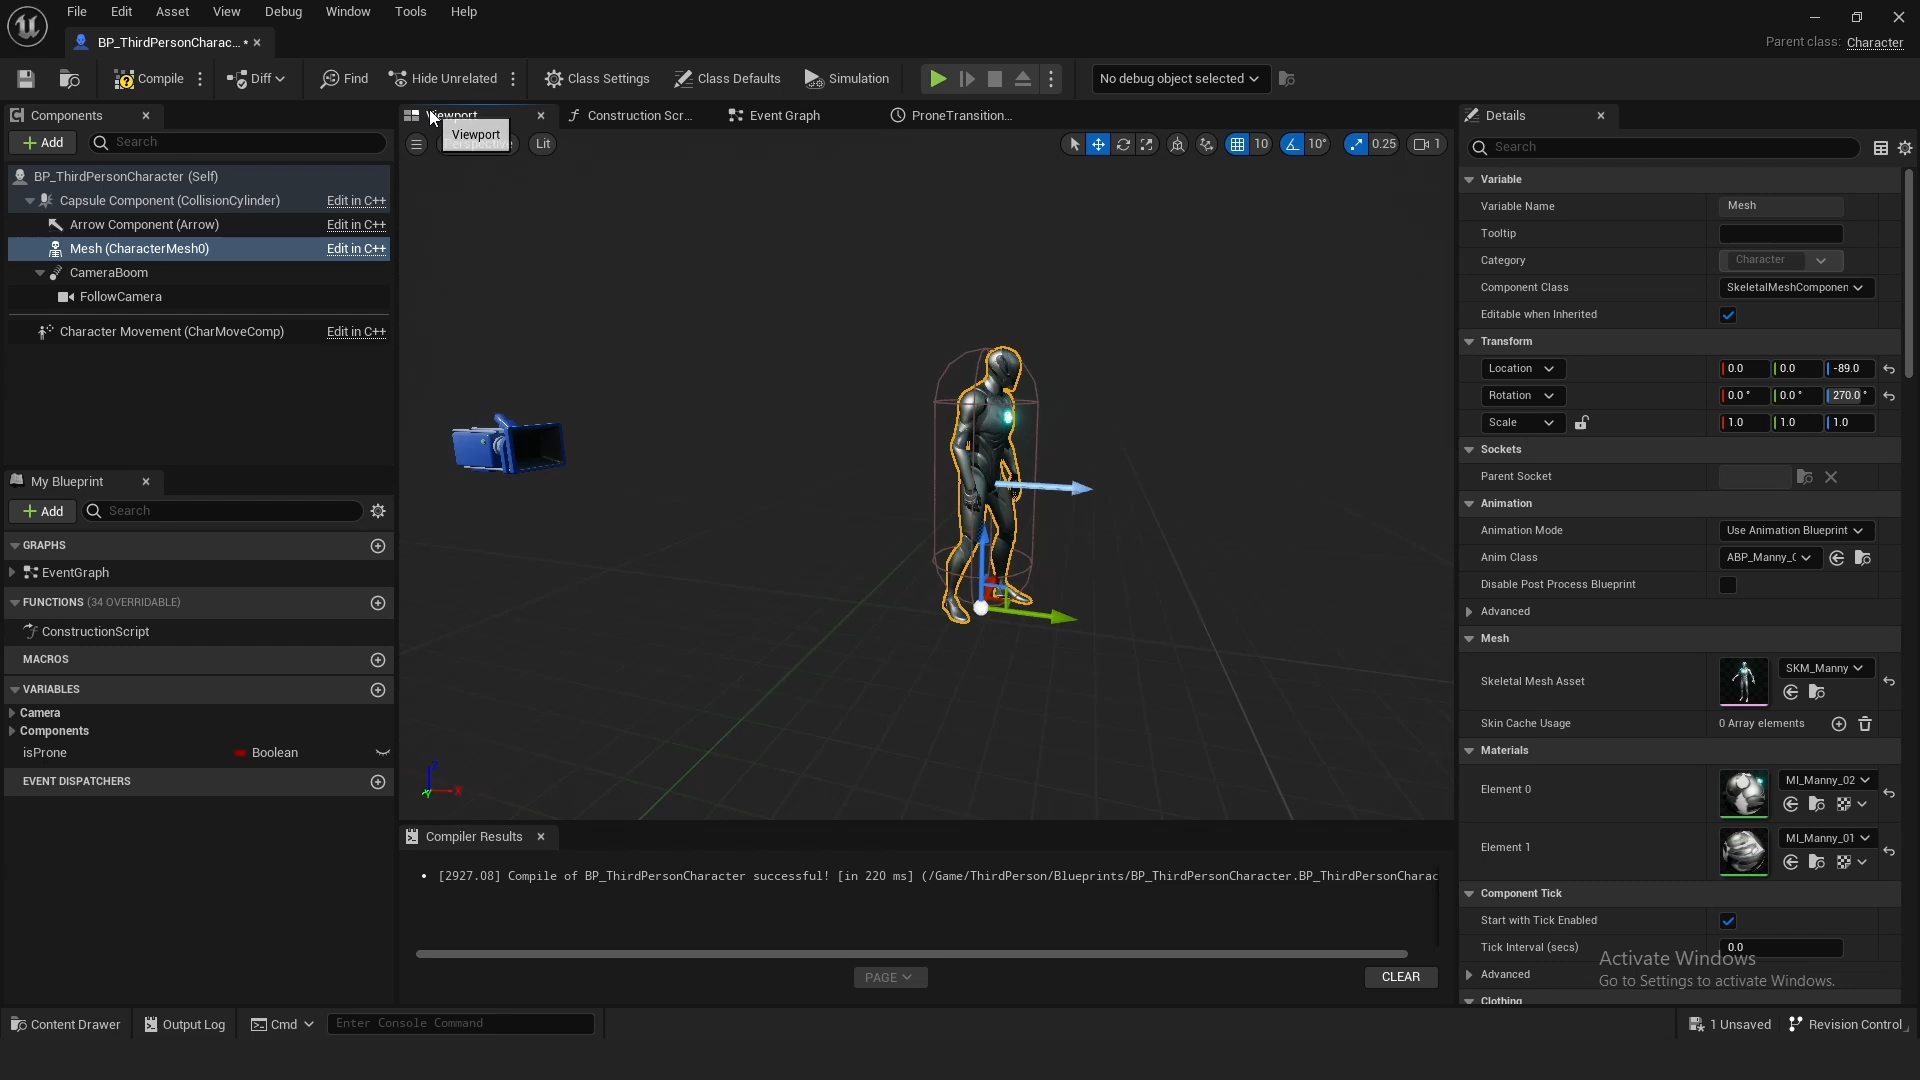 File Edit Asset View Debug Window Tools Help
BP_ThirdPersonCharac... •
Parent class: Character
Compile Diff Find Hide Unrelated Class Settings Class Defaults Simulation No debug object selected
Components
Add Search
BP_ThirdPersonCharacter (Self)
Capsule Component (CollisionCylinder) Edit in C++
Arrow Component (Arrow) Edit in C++
Mesh (CharacterMesh0) Edit in C++
CameraBoom
FollowCamera
Character Movement (CharMoveComp) Edit in C++
My Blueprint
Add Search
GRAPHS
EventGraph
FUNCTIONS (34 OVERRIDABLE)
ConstructionScript
MACROS
VARIABLES
Camera
Components
isProne Boolean
EVENT DISPATCHERS
Viewport Construction Scr... Event Graph ProneTransition...
Viewport
Perspective Lit 10 10° 0.25 1
Z
Y X
Compiler Results
[2927.08] Compile of BP_ThirdPersonCharacter successful! [in 220 ms] (/Game/ThirdPerson/Blueprints/BP_ThirdPersonCharacter.BP_ThirdPersonCharac
PAGE CLEAR
Details
Search
Variable
Variable Name Mesh
Tooltip
Category Character
Component Class SkeletalMeshComponen
Editable when Inherited
Transform
Location 0.0 0.0 -89.0
Rotation 0.0 ° 0.0 ° 270.0 °
Scale 1.0 1.0 1.0
Sockets
Parent Socket
Animation
Animation Mode Use Animation Blueprint
Anim Class ABP_Manny_C
Disable Post Process Blueprint
Advanced
Mesh
Skeletal Mesh Asset SKM_Manny
Skin Cache Usage 0 Array elements
Materials
Element 0 MI_Manny_02
Element 1 MI_Manny_01
Component Tick
Start with Tick Enabled
Tick Interval (secs) 0.0
Advanced
Clothing
Activate Windows
Go to Settings to activate Windows.
Content Drawer Output Log Cmd Enter Console Command 1 Unsaved Revision Control